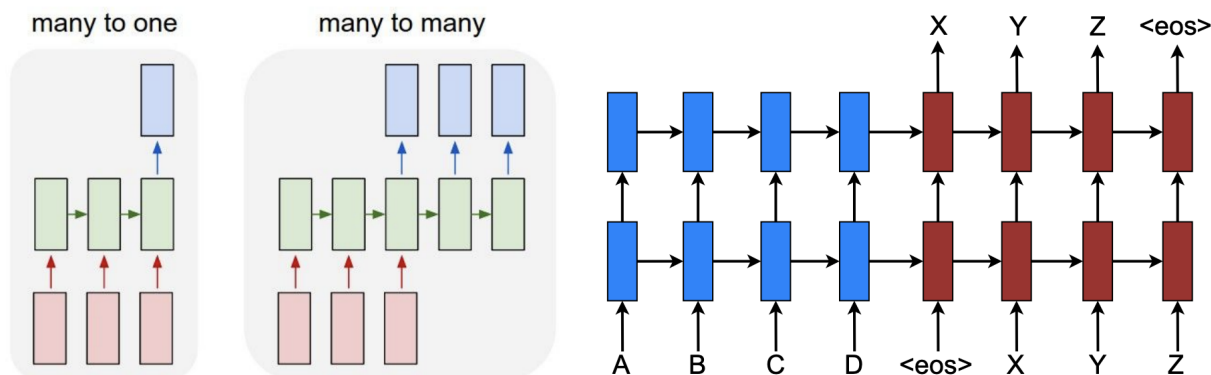 many to one
many to many
X Y Z <eos>
A B C D <eos> X Y Z